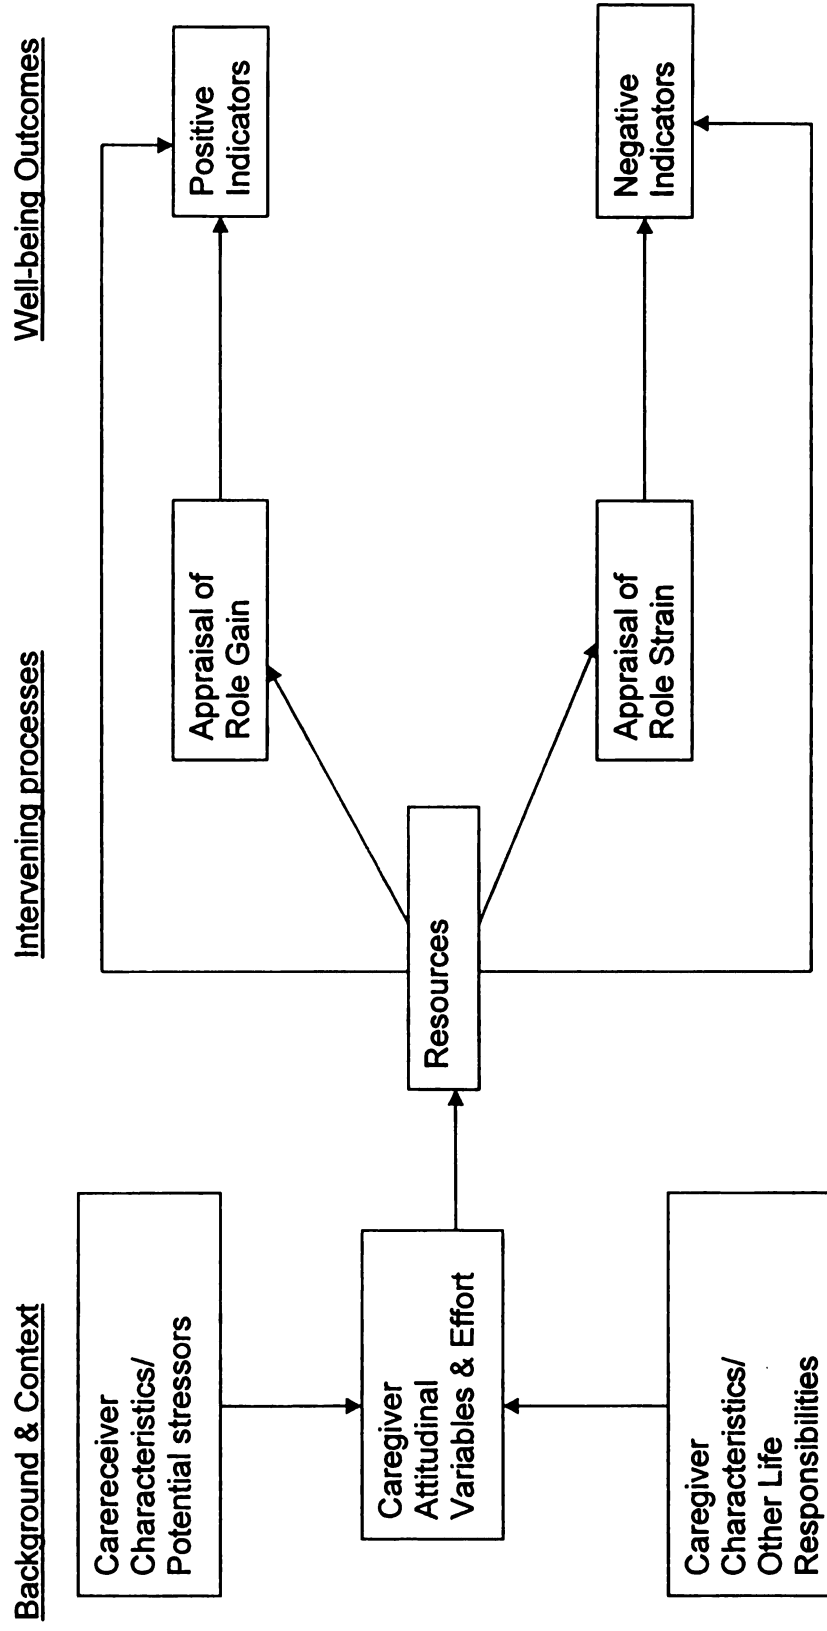 Background & Context
Intervening processes
Well-being Outcomes
Carereceiver
Characteristics/
Potential stressors
Caregiver
Attitudinal
Variables & Effort
Caregiver
Characteristics/
Other Life
Responsibilities
Resources
Appraisal of
Role Gain
Appraisal of
Role Strain
Positive
Indicators
Negative
Indicators